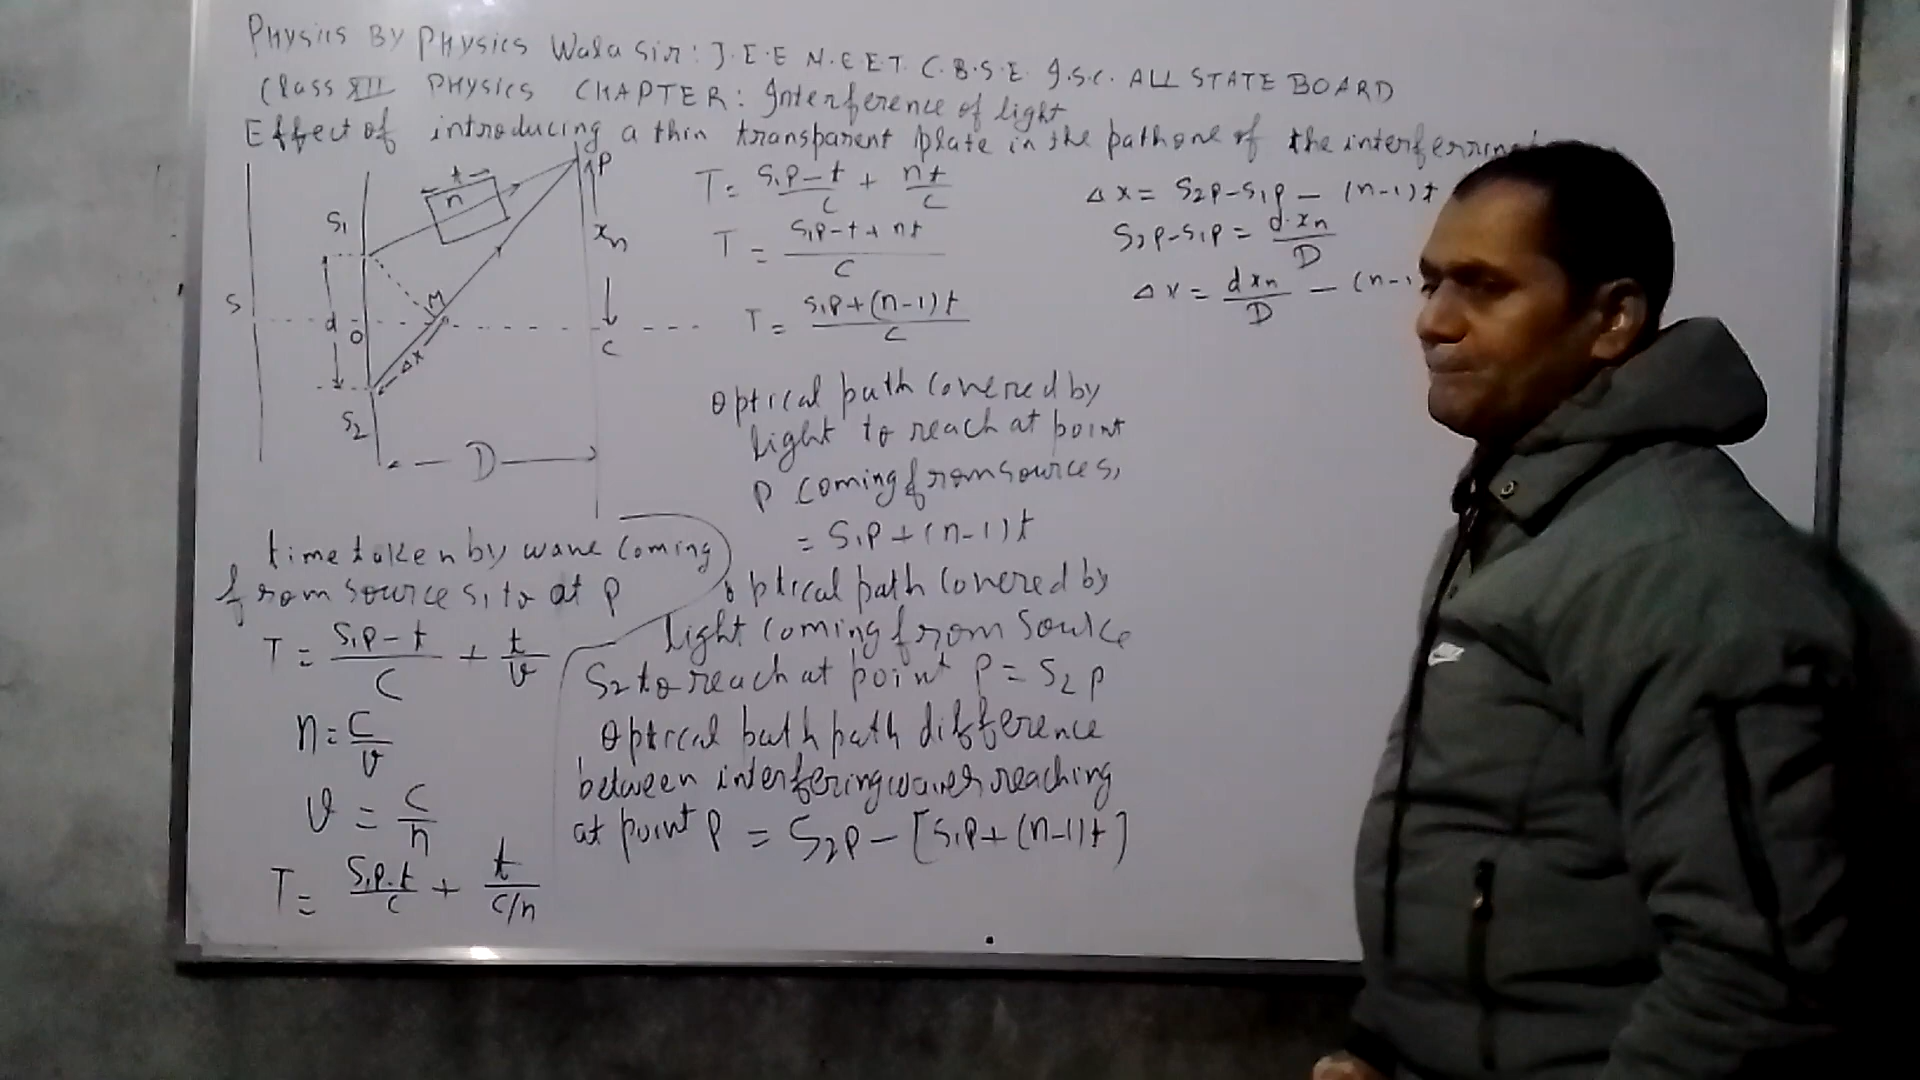 Physics By Physics Wala Sir: J.E.E N.E.E.T. C.B.S.E. I.S.C. ALL STATE BOARD
Class XII PHYSICS CHAPTER: Interference of light
Effect of introducing a thin transparent plate in the path one of the interferring
S
S1
d
O
S2
t
n
M
Δx
P
xn
C
D
time taken by wave coming
from source S1 to at P
T = (S1P - t)/C + t/v
n = C/v
v = C/n
T = (S1P - t)/C + t/(C/n)
T = (S1P - t)/C + nt/C
T = (S1P - t + nt)/C
T = (S1P + (n-1)t)/C
Optical path covered by
light to reach at point
P coming from source S1
= S1P + (n-1)t
Optical path covered by
light coming from source
S2 to reach at point P = S2P
Optical path path difference
between interfering waves reaching
at point P = S2P - [S1P + (n-1)t]
Δx = S2P - S1P - (n-1)t
S2P - S1P = d·xn/D
Δx = dxn/D - (n-